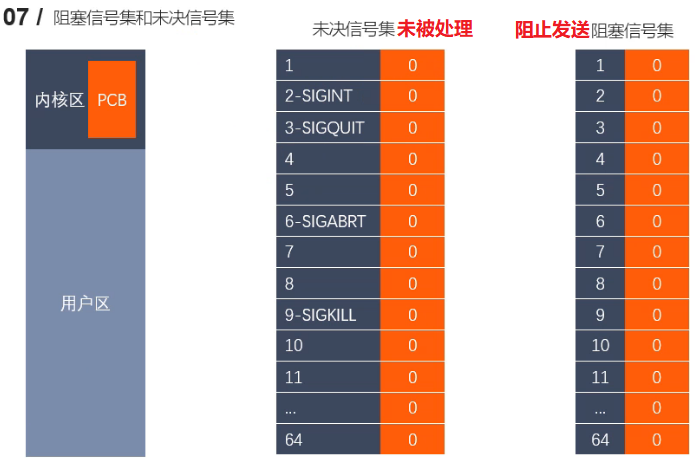 07 / 阻塞信号集和未决信号集
未决信号集 未被处理
阻止发送 阻塞信号集
内核区 PCB
用户区
1 0
2-SIGINT 0
3-SIGQUIT 0
4 0
5 0
6-SIGABRT 0
7 0
8 0
9-SIGKILL 0
10 0
11 0
... 0
64 0
1 0
2 0
3 0
4 0
5 0
6 0
7 0
8 0
9 0
10 0
11 0
... 0
64 0